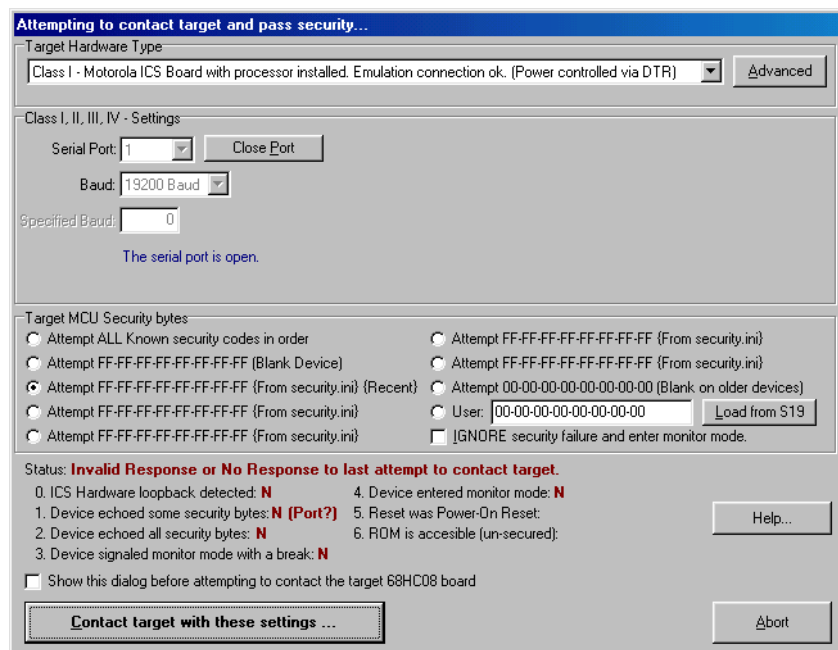 Attempting to contact target and pass security...
Target Hardware Type
Class I - Motorola ICS Board with processor installed. Emulation connection ok. (Power controlled via DTR)
Advanced
Class I, II, III, IV - Settings
Serial Port: 1
Close Port
Baud: 19200 Baud
Specified Baud: 0
The serial port is open.
Target MCU Security bytes
Attempt ALL Known security codes in order
Attempt FF-FF-FF-FF-FF-FF-FF-FF (Blank Device)
Attempt FF-FF-FF-FF-FF-FF-FF-FF {From security.ini} {Recent}
Attempt FF-FF-FF-FF-FF-FF-FF-FF {From security.ini}
Attempt FF-FF-FF-FF-FF-FF-FF-FF {From security.ini}
Attempt FF-FF-FF-FF-FF-FF-FF-FF {From security.ini}
Attempt FF-FF-FF-FF-FF-FF-FF-FF {From security.ini}
Attempt 00-00-00-00-00-00-00-00 (Blank on older devices)
User: 00-00-00-00-00-00-00-00
Load from S19
IGNORE security failure and enter monitor mode.
Status: Invalid Response or No Response to last attempt to contact target.
0. ICS Hardware loopback detected: N
1. Device echoed some security bytes: N (Port?)
2. Device echoed all security bytes: N
3. Device signaled monitor mode with a break: N
4. Device entered monitor mode: N
5. Reset was Power-On Reset:
6. ROM is accesible (un-secured):
Help...
Show this dialog before attempting to contact the target 68HC08 board
Contact target with these settings ...
Abort